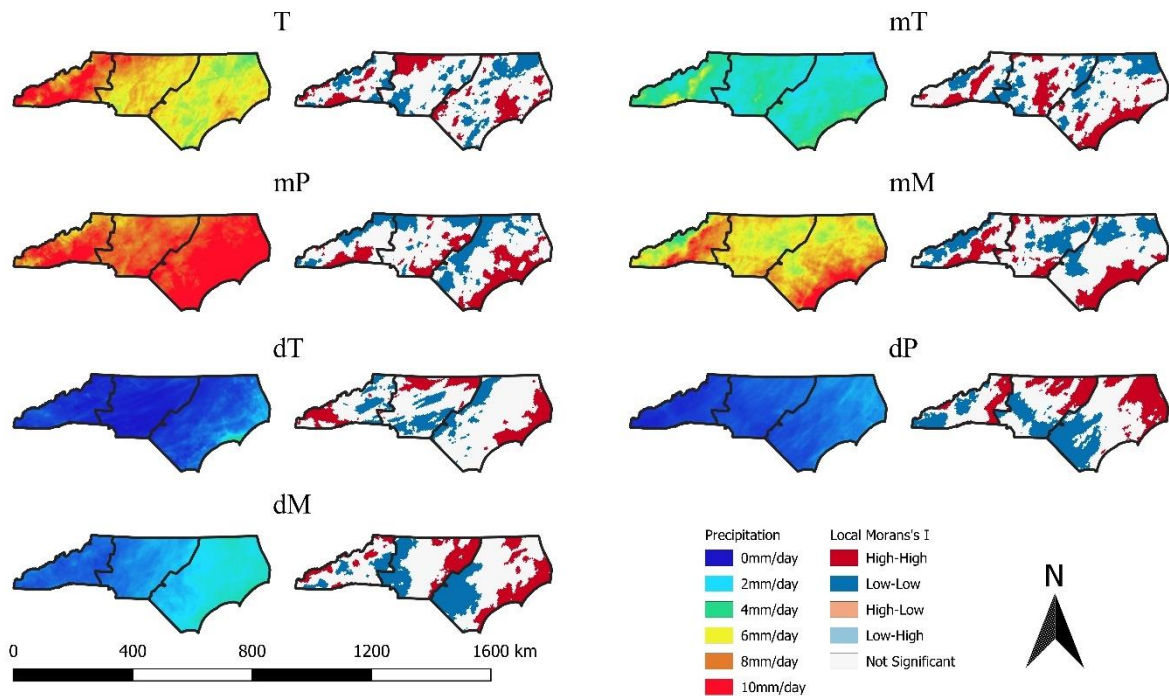 T
mT
mP
mM
dT
dP
dM
Precipitation
0mm/day
2mm/day
4mm/day
6mm/day
8mm/day
10mm/day
Local Morans's I
High-High
Low-Low
High-Low
Low-High
Not Significant
N
0 400 800 1200 1600 km